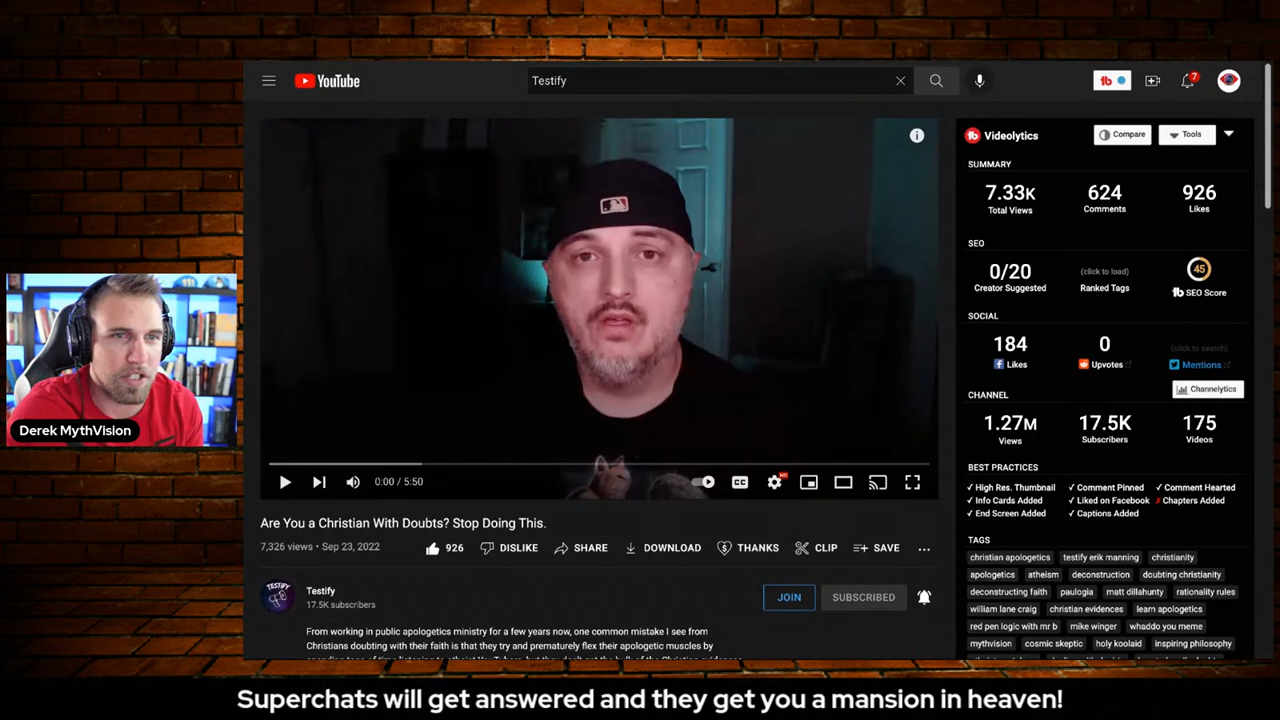 YouTube
Testify
7
Videolytics
Compare
Tools
SUMMARY
7.33K
624
926
Total Views
Comments
Likes
SEO
0/20
(click to load)
45
Creator Suggested
Ranked Tags
SEO Score
SOCIAL
184
0
(click to search)
Likes
Upvotes
Mentions
Channelytics
CHANNEL
1.27M
17.5K
175
Views
Subscribers
Videos
BEST PRACTICES
✓ High Res. Thumbnail
✓ Comment Pinned
✓ Comment Hearted
✓ Info Cards Added
✓ Liked on Facebook
✗ Chapters Added
✓ End Screen Added
✓ Captions Added
TAGS
christian apologetics
testify erik manning
christianity
apologetics
atheism
deconstruction
doubting christianity
deconstructing faith
paulogia
matt dillahunty
rationality rules
william lane craig
christian evidences
learn apologetics
red pen logic with mr b
mike winger
whaddo you meme
mythvision
cosmic skeptic
holy koolaid
inspiring philosophy
Derek MythVision
0:00 / 5:50
CC
HD
Are You a Christian With Doubts? Stop Doing This.
7,326 views • Sep 23, 2022
926
DISLIKE
SHARE
DOWNLOAD
THANKS
CLIP
SAVE
TESTIFY
Testify
17.5K subscribers
JOIN
SUBSCRIBED
From working in public apologetics ministry for a few years now, one common mistake I see from
Christians doubting with their faith is that they try and prematurely flex their apologetic muscles by
Superchats will get answered and they get you a mansion in heaven!